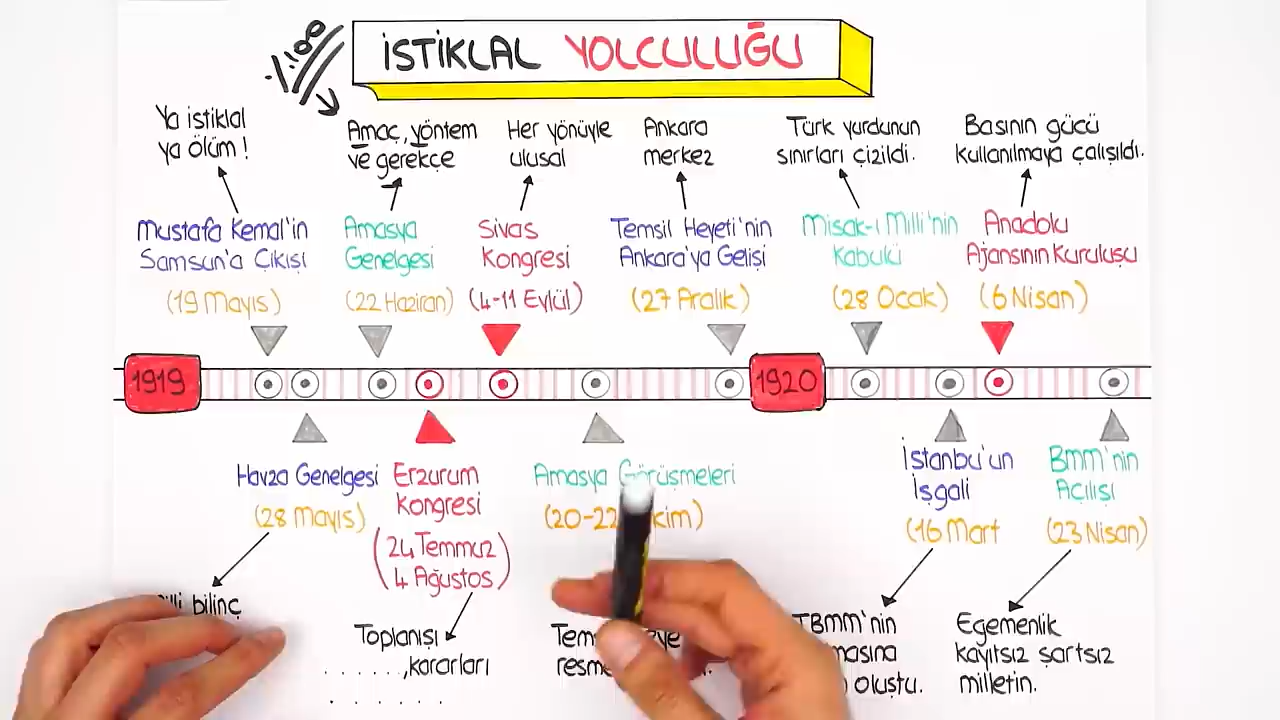 %100
İSTİKLAL YOLCULUĞU
Ya istiklal
ya ölüm!
Amaç, yöntem
ve gerekçe
Her yönüyle
ulusal
Ankara
merkez
Türk yurdunun
sınırları çizildi.
Basının gücü
kullanılmaya çalışıldı.
Mustafa Kemal'in
Samsun'a Çıkışı
(19 Mayıs)
Amasya
Genelgesi
(22 Haziran)
Sivas
Kongresi
(4-11 Eylül)
Temsil Heyeti'nin
Ankara'ya Gelişi
(27 Aralık)
Misak-ı Milli'nin
Kabulü
(28 Ocak)
Anadolu
Ajansının Kuruluşu
(6 Nisan)
1919
1920
Havza Genelgesi
(28 Mayıs)
bilinç
Erzurum
Kongresi
(24 Temmuz
4 Ağustos)
Toplanışı
. . . . . . ,kararları
. . . . . . .
Amasya Görüşmeleri
(20-22
İstanbul'un
İşgali
(16 Mart
TBMM'nin
oluştu.
Bmm'nin
Açılışı
(23 Nisan)
Egemenlik
kayıtsız şartsız
milletin.